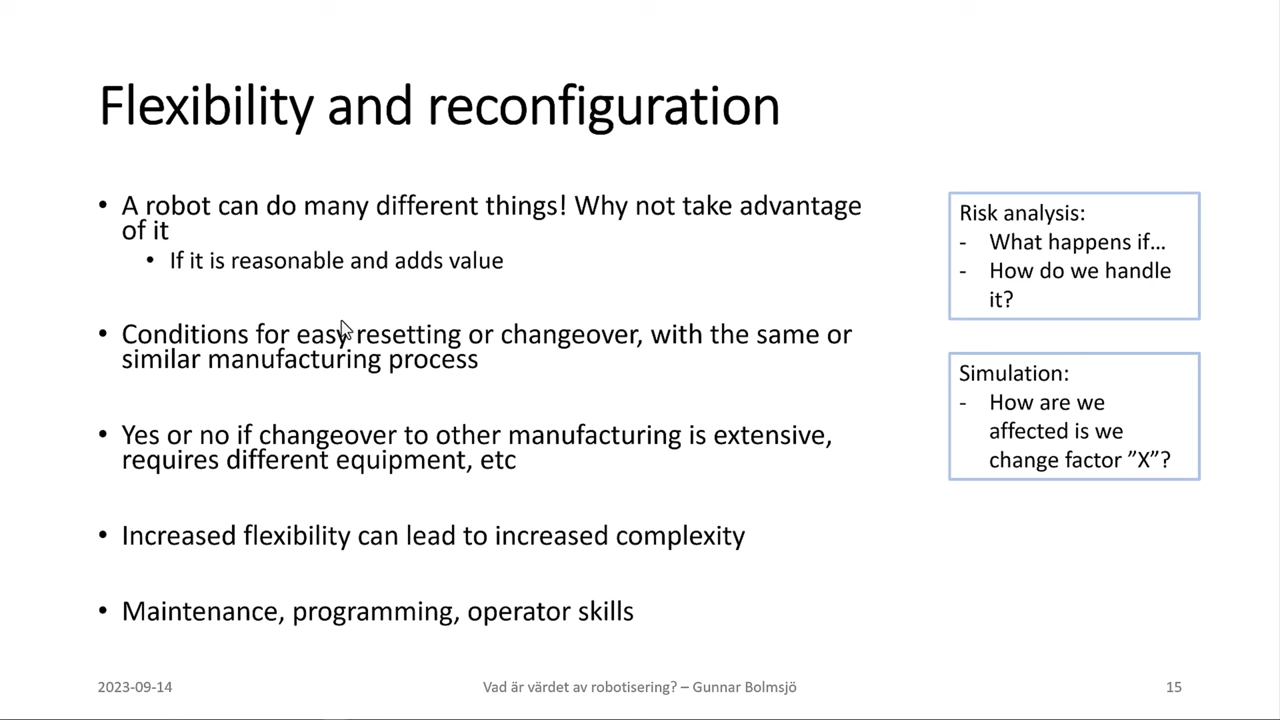 Flexibility and reconfiguration
• A robot can do many different things! Why not take advantage
of it
• If it is reasonable and adds value
• Conditions for easy resetting or changeover, with the same or
similar manufacturing process
• Yes or no if changeover to other manufacturing is extensive,
requires different equipment, etc
• Increased flexibility can lead to increased complexity
• Maintenance, programming, operator skills
Risk analysis:
- What happens if…
- How do we handle
it?
Simulation:
- How are we
affected is we
change factor ”X”?
2023-09-14
Vad är värdet av robotisering? – Gunnar Bolmsjö
15